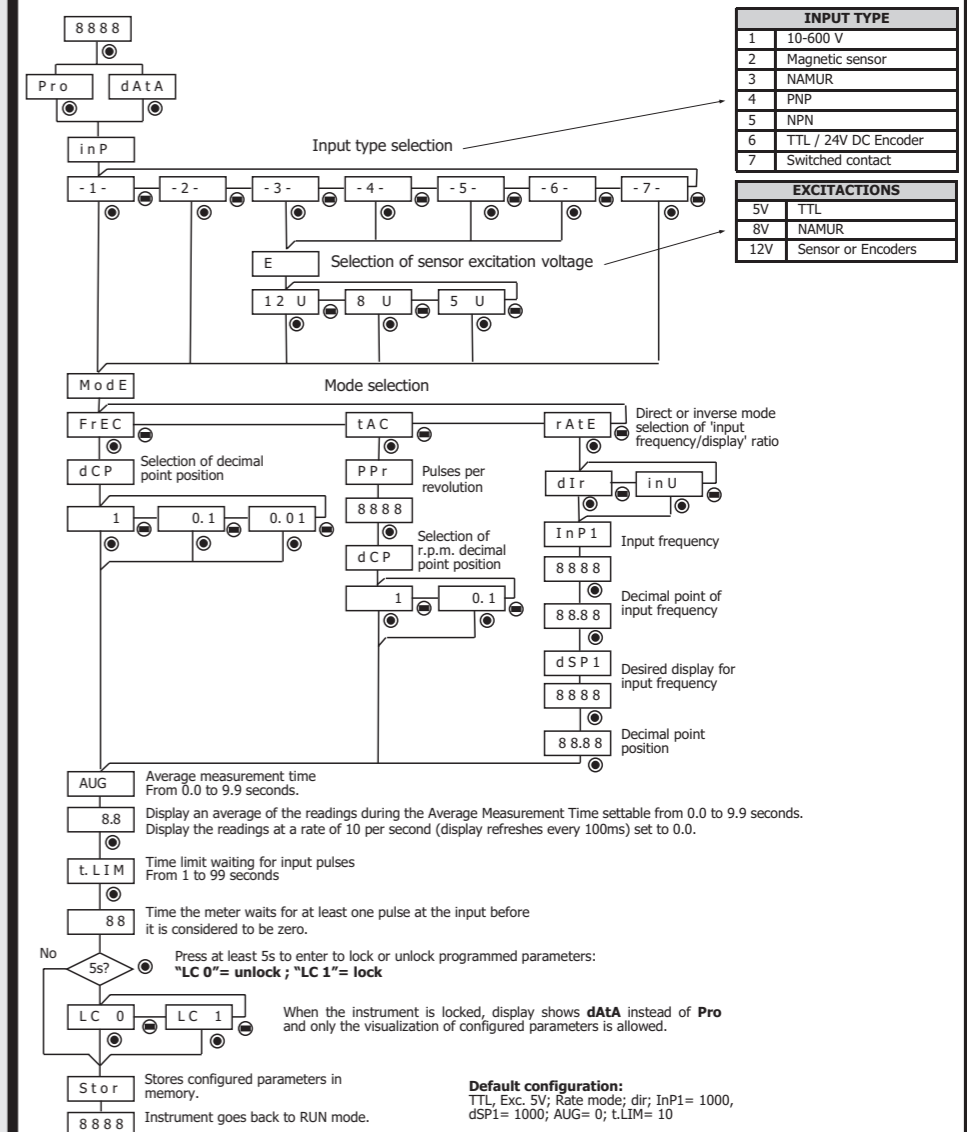 8888
Pro dAtA
inP
Input type selection
-1- -2- -3- -4- -5- -6- -7-
E
Selection of sensor excitation voltage
12 U 8 U 5 U
INPUT TYPE
1 10-600 V
2 Magnetic sensor
3 NAMUR
4 PNP
5 NPN
6 TTL / 24V DC Encoder
7 Switched contact
EXCITACTIONS
5V TTL
8V NAMUR
12V Sensor or Encoders
ModE
Mode selection
FrEC tAC rAtE
Direct or inverse mode
selection of 'input
frequency/display' ratio
dCP
Selection of decimal
point position
1 0.1 0.01
PPr
Pulses per
revolution
8888
dCP
Selection of
r.p.m. decimal
point position
1 0.1
dIr inU
InP1
Input frequency
8888
88.88
Decimal point of
input frequency
dSP1
8888
Desired display for
input frequency
88.88
Decimal point
position
AUG
Average measurement time
From 0.0 to 9.9 seconds.
8.8
Display an average of the readings during the Average Measurement Time settable from 0.0 to 9.9 seconds.
Display the readings at a rate of 10 per second (display refreshes every 100ms) set to 0.0.
t.LIM
Time limit waiting for input pulses
From 1 to 99 seconds
88
Time the meter waits for at least one pulse at the input before
it is considered to be zero.
No
5s?
Press at least 5s to enter to lock or unlock programmed parameters:
“LC 0”= unlock ; “LC 1”= lock
LC 0 LC 1
When the instrument is locked, display shows dAtA instead of Pro
and only the visualization of configured parameters is allowed.
Stor
Stores configured parameters in
memory.
8888
Instrument goes back to RUN mode.
Default configuration:
TTL, Exc. 5V; Rate mode; dir; InP1= 1000,
dSP1= 1000; AUG= 0; t.LIM= 10